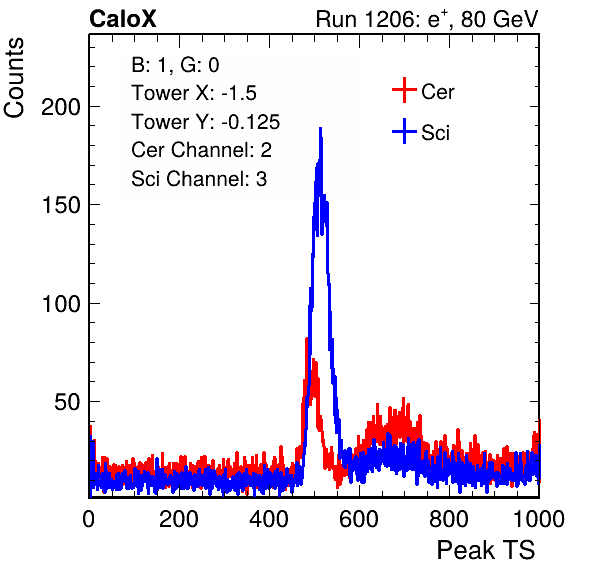 CaloX Run 1206: e⁺, 80 GeV
Counts
B: 1, G: 0
Tower X: -1.5
Tower Y: -0.125
Cer Channel: 2
Sci Channel: 3
Cer
Sci
200
150
100
50
0 200 400 600 800 1000
Peak TS